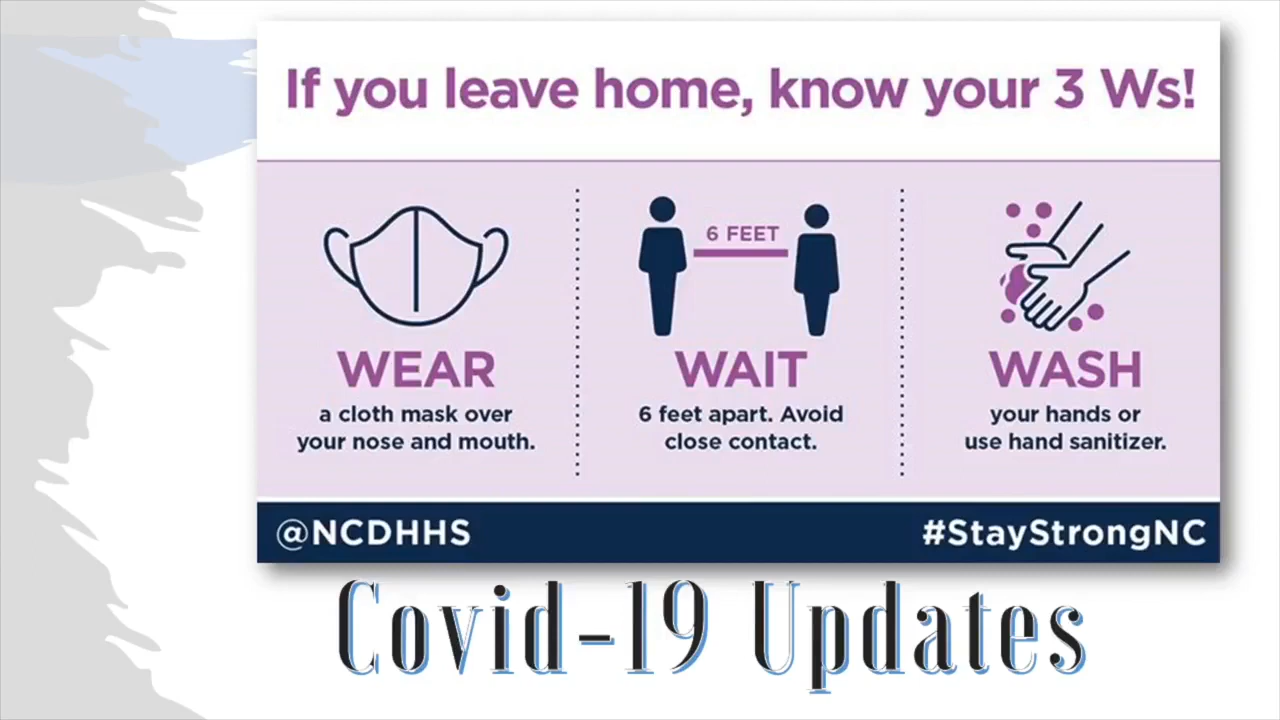 If you leave home, know your 3 Ws!
6 FEET
WEAR
a cloth mask over
your nose and mouth.
WAIT
6 feet apart. Avoid
close contact.
WASH
your hands or
use hand sanitizer.
@NCDHHS
#StayStrongNC
Covid-19 Updates